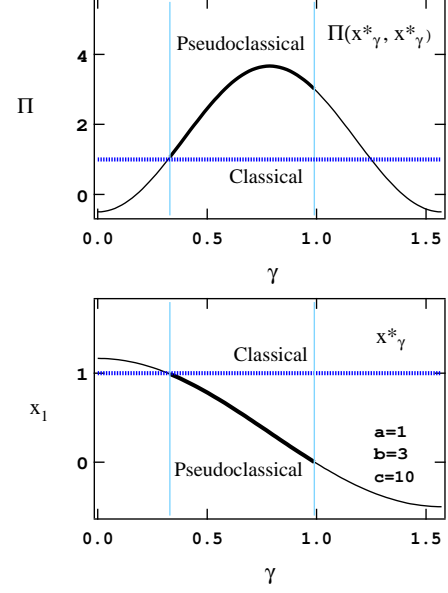 Pseudoclassical
Π(x*γ, x*γ)
4
2
0
Π
Classical
0.0 0.5 1.0 1.5
γ
Classical
x*γ
1
x1
0
Pseudoclassical
a=1
b=3
c=10
0.0 0.5 1.0 1.5
γ